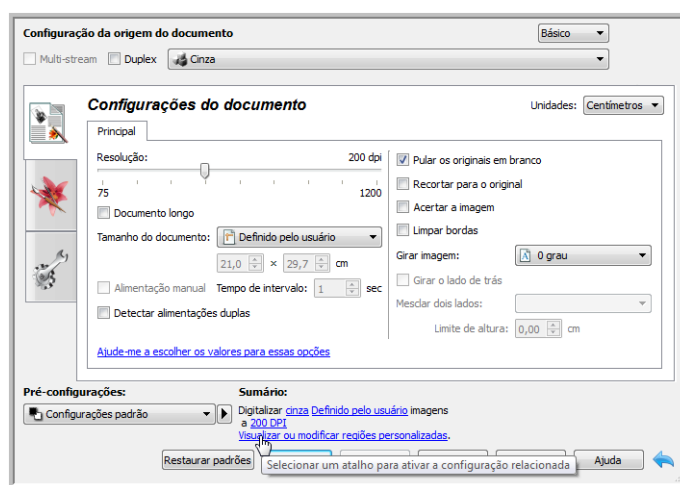 Configuração da origem do documento
Básico
Multi-stream Duplex Cinza
Configurações do documento
Unidades: Centímetros
Principal
Resolução: 200 dpi
75 1200
Documento longo
Tamanho do documento: Definido pelo usuário
21,0 × 29,7 cm
Alimentação manual Tempo de intervalo: 1 sec
Detectar alimentações duplas
Ajude-me a escolher os valores para essas opções
Pular os originais em branco
Recortar para o original
Acertar a imagem
Limpar bordas
Girar imagem: 0 grau
Girar o lado de trás
Mesclar dois lados:
Limite de altura: 0,00 cm
Pré-configurações:
Configurações padrão
Sumário:
Digitalizar cinza Definido pelo usuário imagens
a 200 DPI
Visualizar ou modificar regiões personalizadas.
Restaurar padrões
Selecionar um atalho para ativar a configuração relacionada
Ajuda